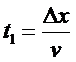 t₁ = Δx / v